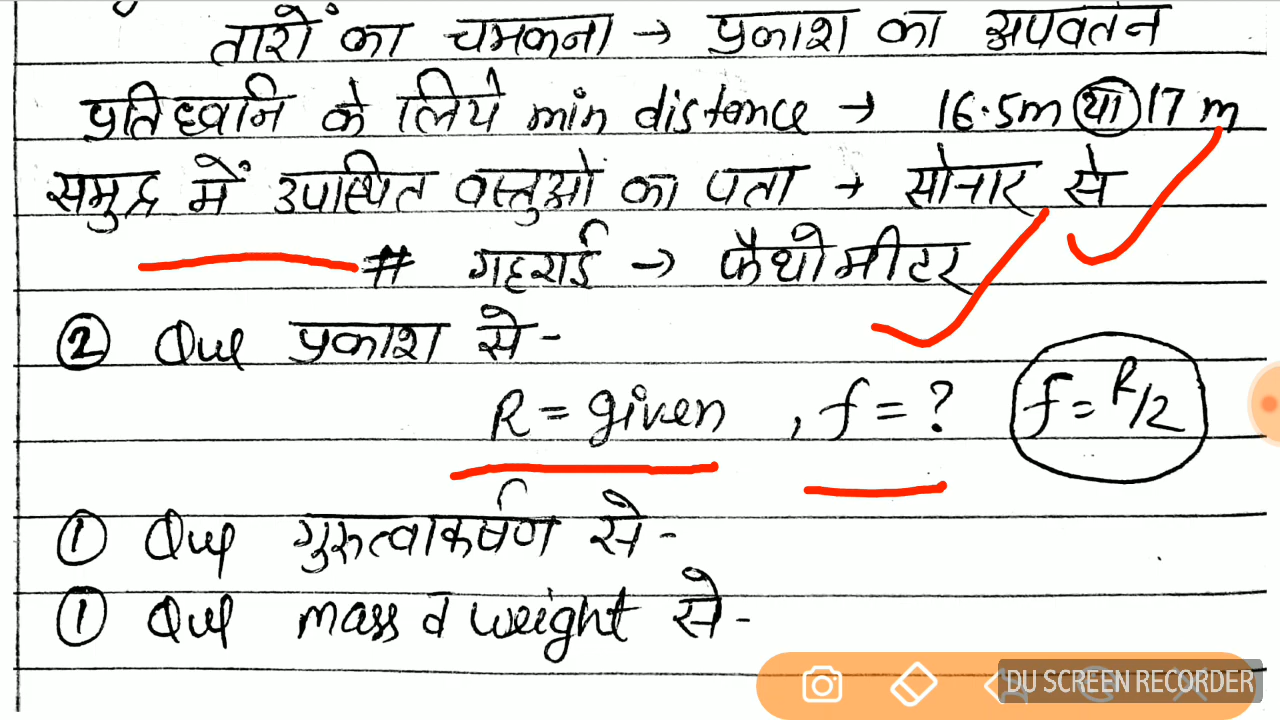 तारों का चमकना → प्रकाश का अपवर्तन
प्रतिध्वनि के लिये min distance → 16.5m या 17 m
समुद्र में उपस्थित वस्तुओं का पता → सोनार से
# गहराई → फैथोमीटर
② Que प्रकाश से -
R = given , f = ? f = R/2
① Que गुरुत्वाकर्षण से -
① Que mass व weight से -
DU SCREEN RECORDER